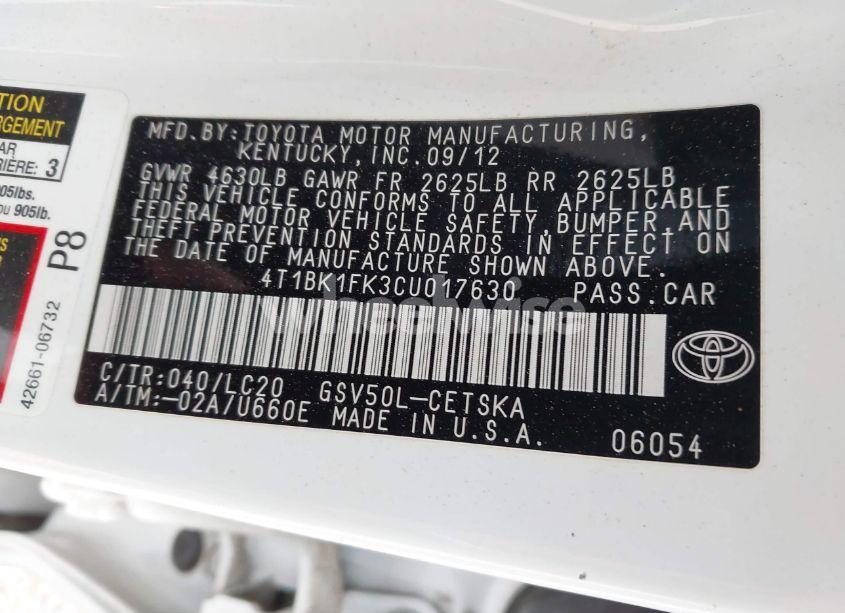 TION
RGEMENT
AR
RIÈRE: 3
905lbs.
ou 905lb.
P8
42661-06732
MFD.BY:TOYOTA MOTOR MANUFACTURING,
KENTUCKY,INC.09/12
GVWR 4630LB GAWR FR 2625LB RR 2625LB
THIS VEHICLE CONFORMS TO ALL APPLICABLE
FEDERAL MOTOR VEHICLE SAFETY,BUMPER,AND
THEFT PREVENTION STANDARDS IN EFFECT ON
THE DATE OF MANUFACTURE SHOWN ABOVE.
4T1BK1FK3CU017630 PASS.CAR
wheelwise
C/TR:040/LC20 GSV50L-CETSKA
A/TM:-02A/U660E MADE IN U.S.A. 06054